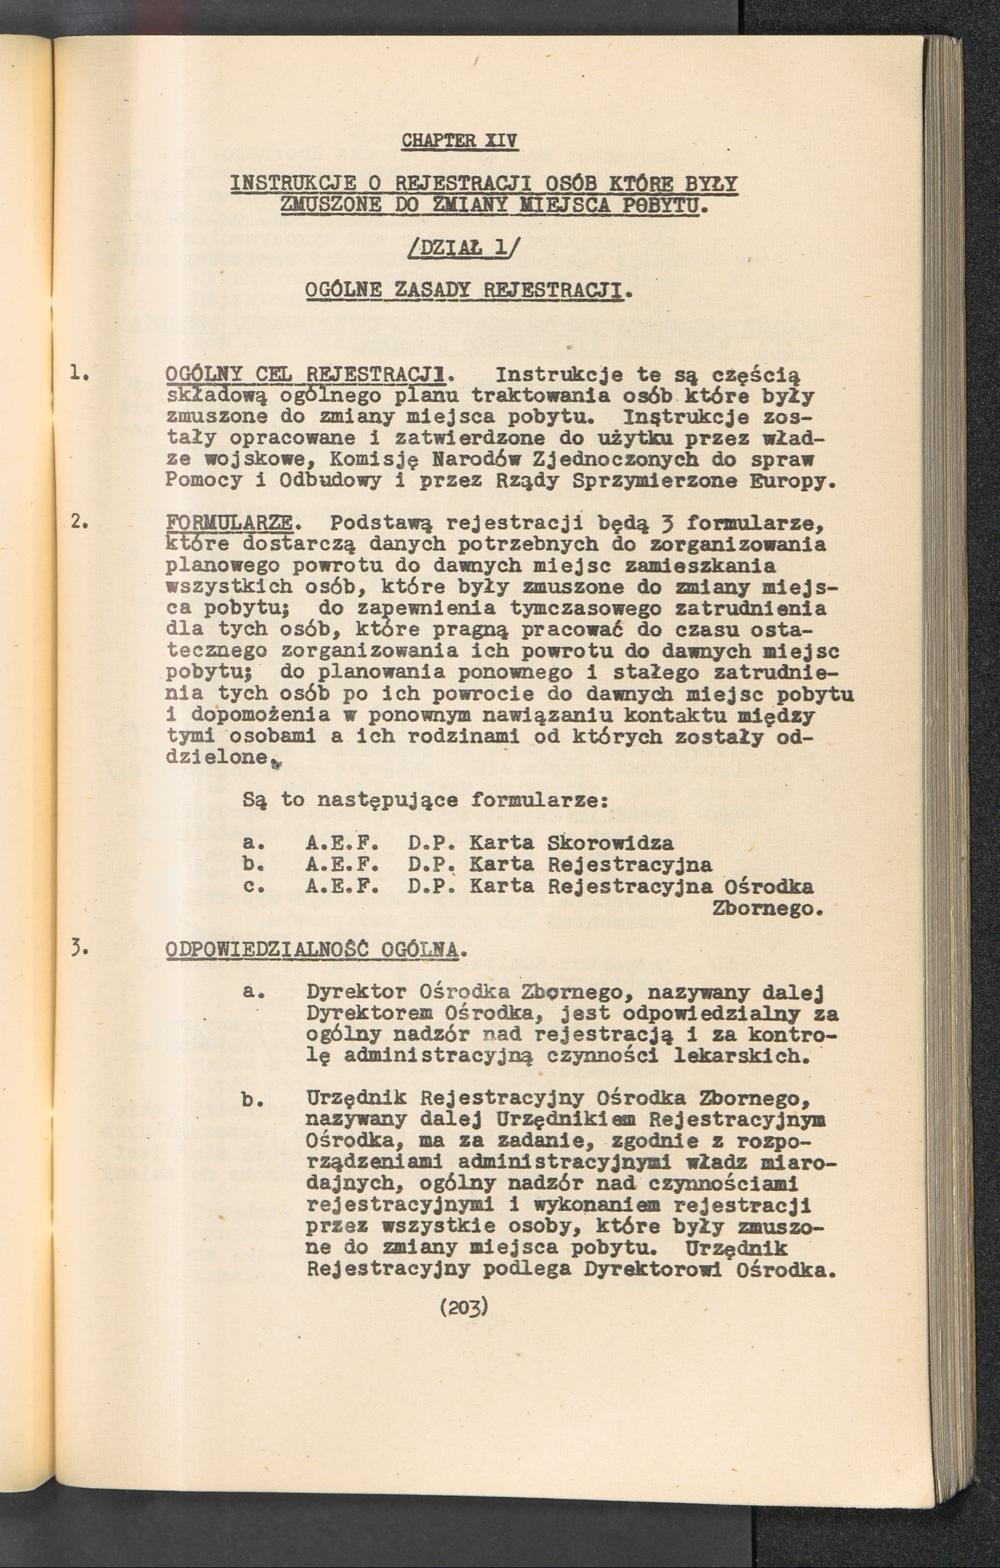 CHAPTER XIV
INSTRUKCJE O REJESTRACJI OSÓB KTÓRE BYŁY
ZMUSZONE DO ZMIANY MIEJSCA POBYTU.
/DZIAŁ 1/
OGÓLNE ZASADY REJESTRACJI.
1. OGÓLNY CEL REJESTRACJI. Instrukcje te są częścią
składową ogólnego planu traktowania osób które były
zmuszone do zmiany miejsca pobytu. Instrukcje zos-
tały opracowane i zatwierdzone do użytku przez wład-
ze wojskowe, Komisję Narodów Zjednoczonych do spraw
Pomocy i Odbudowy i przez Rządy Sprzymierzone Europy.
2. FORMULARZE. Podstawą rejestracji będą 3 formularze,
które dostarczą danych potrzebnych do zorganizowania
planowego powrotu do dawnych miejsc zamieszkania
wszystkich osób, które były zmuszone do zmiany miejs-
ca pobytu; do zapewnienia tymczasowego zatrudnienia
dla tych osób, które pragną pracować do czasu osta-
tecznego zorganizowania ich powrotu do dawnych miejsc
pobytu; do planowania ponownego i stałego zatrudnie-
nia tych osób po ich powrocie do dawnych miejsc pobytu
i dopomożenia w ponownym nawiązaniu kontaktu między
tymi osobami a ich rodzinami od których zostały od-
dzielone.
Są to następujące formularze:
a. A.E.F. D.P. Karta Skorowidza
b. A.E.F. D.P. Karta Rejestracyjna
c. A.E.F. D.P. Karta Rejestracyjna Ośrodka
Zbornego.
3. ODPOWIEDZIALNOŚĆ OGÓLNA.
a. Dyrektor Ośrodka Zbornego, nazywany dalej
Dyrektorem Ośrodka, jest odpowiedzialny za
ogólny nadzór nad rejestracją i za kontro-
lę administracyjną czynności lekarskich.
b. Urzędnik Rejestracyjny Ośrodka Zbornego,
nazywany dalej Urzędnikiem Rejestracyjnym
Ośrodka, ma za zadanie, zgodnie z rozpo-
rządzeniami administracyjnymi władz miaro-
dajnych, ogólny nadzór nad czynnościami
rejestracyjnymi i wykonaniem rejestracji
przez wszystkie osoby, które były zmuszo-
ne do zmiany miejsca pobytu. Urzędnik
Rejestracyjny podlega Dyrektorowi Ośrodka.
(203)